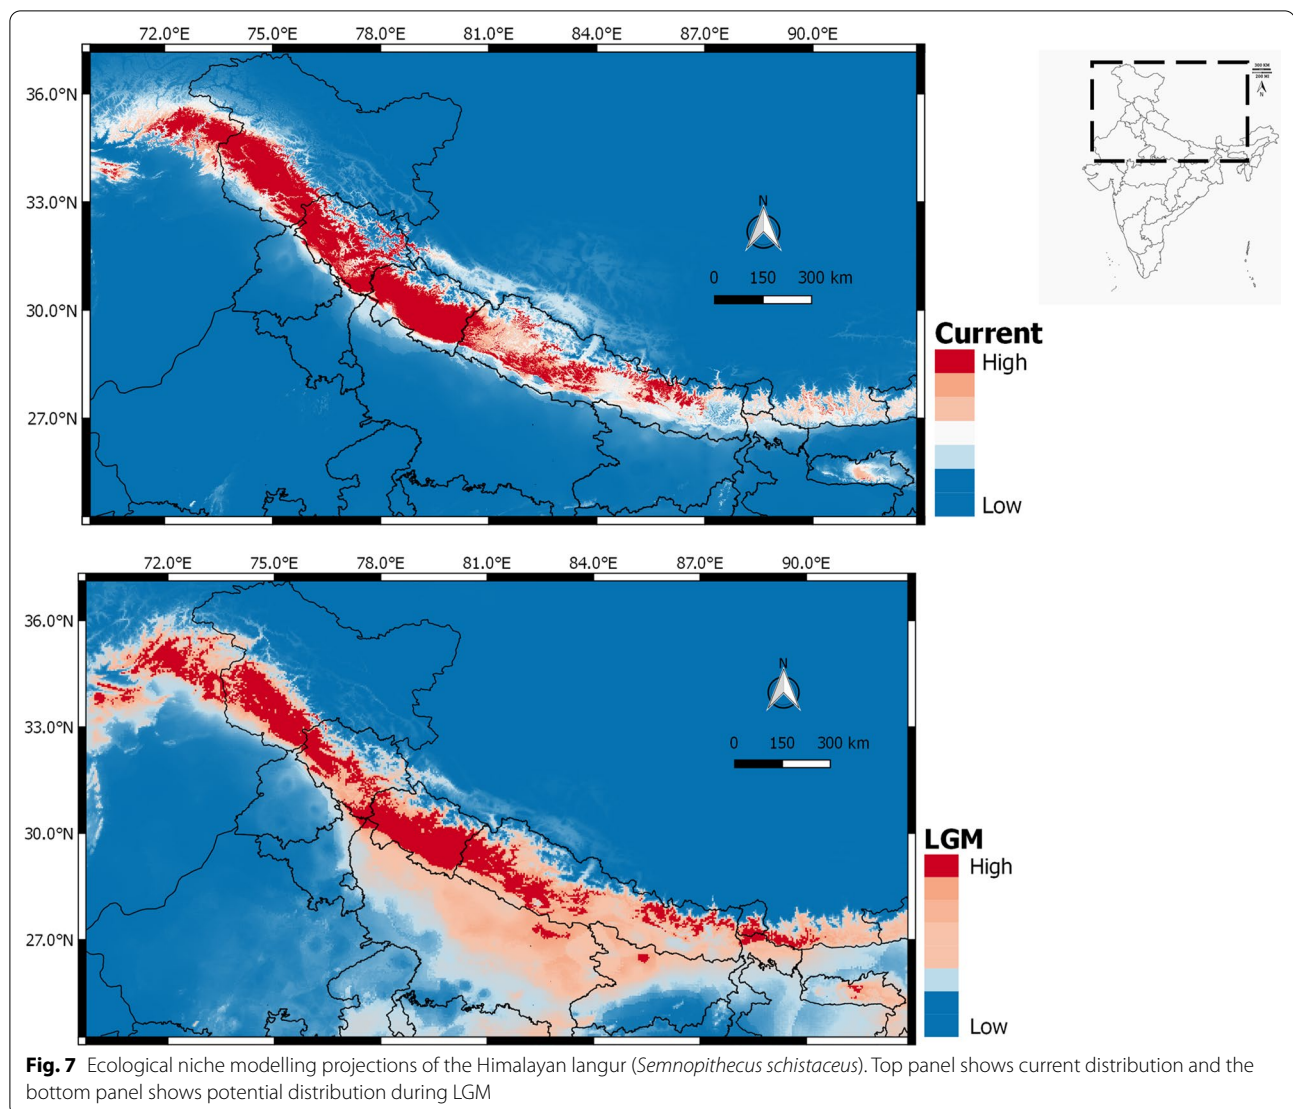 72.0°E 75.0°E 78.0°E 81.0°E 84.0°E 87.0°E 90.0°E
36.0°N
33.0°N
30.0°N
27.0°N
N
0 150 300 km
300 KM
200 MI
N
Current
High
Low
72.0°E 75.0°E 78.0°E 81.0°E 84.0°E 87.0°E 90.0°E
36.0°N
33.0°N
30.0°N
27.0°N
N
0 150 300 km
LGM
High
Low
Fig. 7 Ecological niche modelling projections of the Himalayan langur (Semnopithecus schistaceus). Top panel shows current distribution and the
bottom panel shows potential distribution during LGM